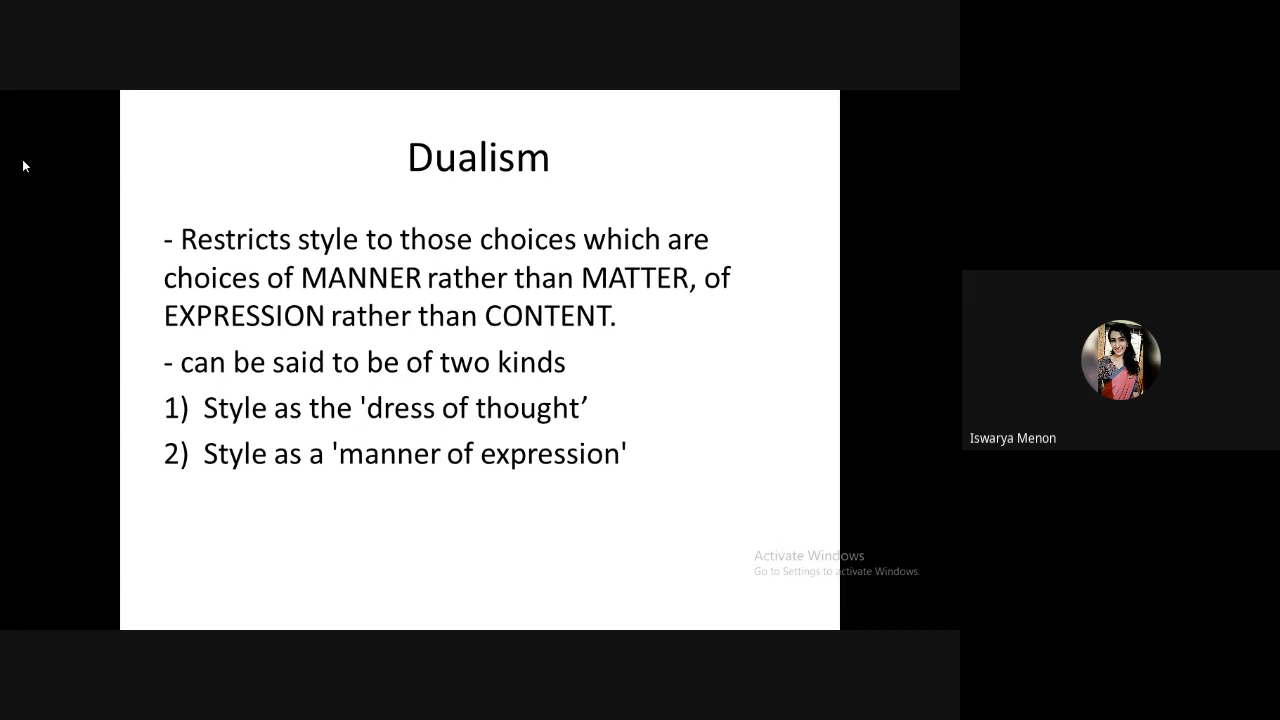 Dualism
- Restricts style to those choices which are
choices of MANNER rather than MATTER, of
EXPRESSION rather than CONTENT.
- can be said to be of two kinds
1) Style as the 'dress of thought’
2) Style as a 'manner of expression'
Iswarya Menon
Activate Windows
Go to Settings to activate Windows.